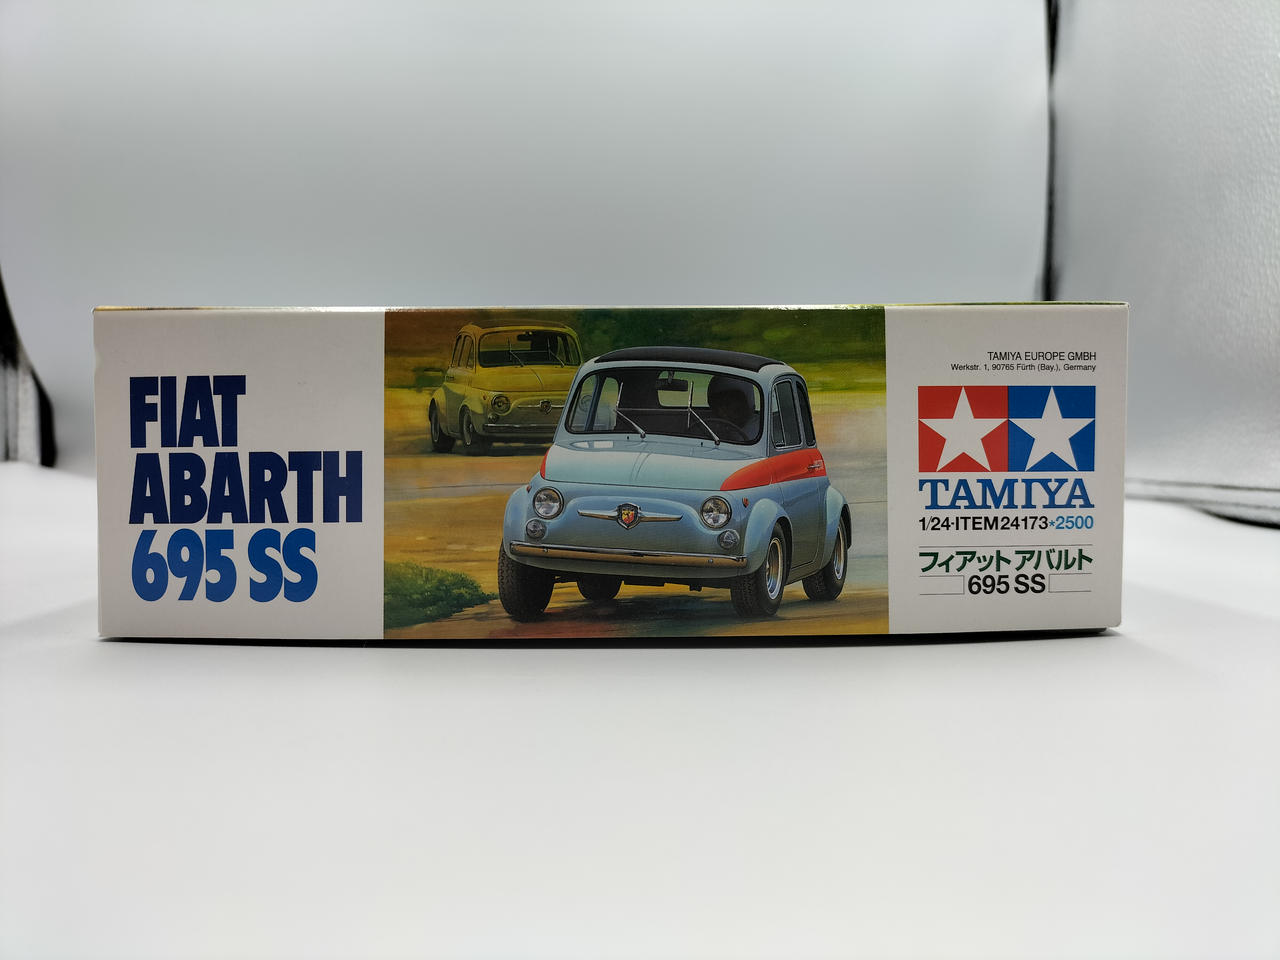 FIAT
ABARTH
695 SS
TAMIYA EUROPE GMBH
Werkstr. 1, 90765 Fürth (Bay.), Germany
TAMIYA
1/24·ITEM 24173*2500
フィアット アバルト
695 SS